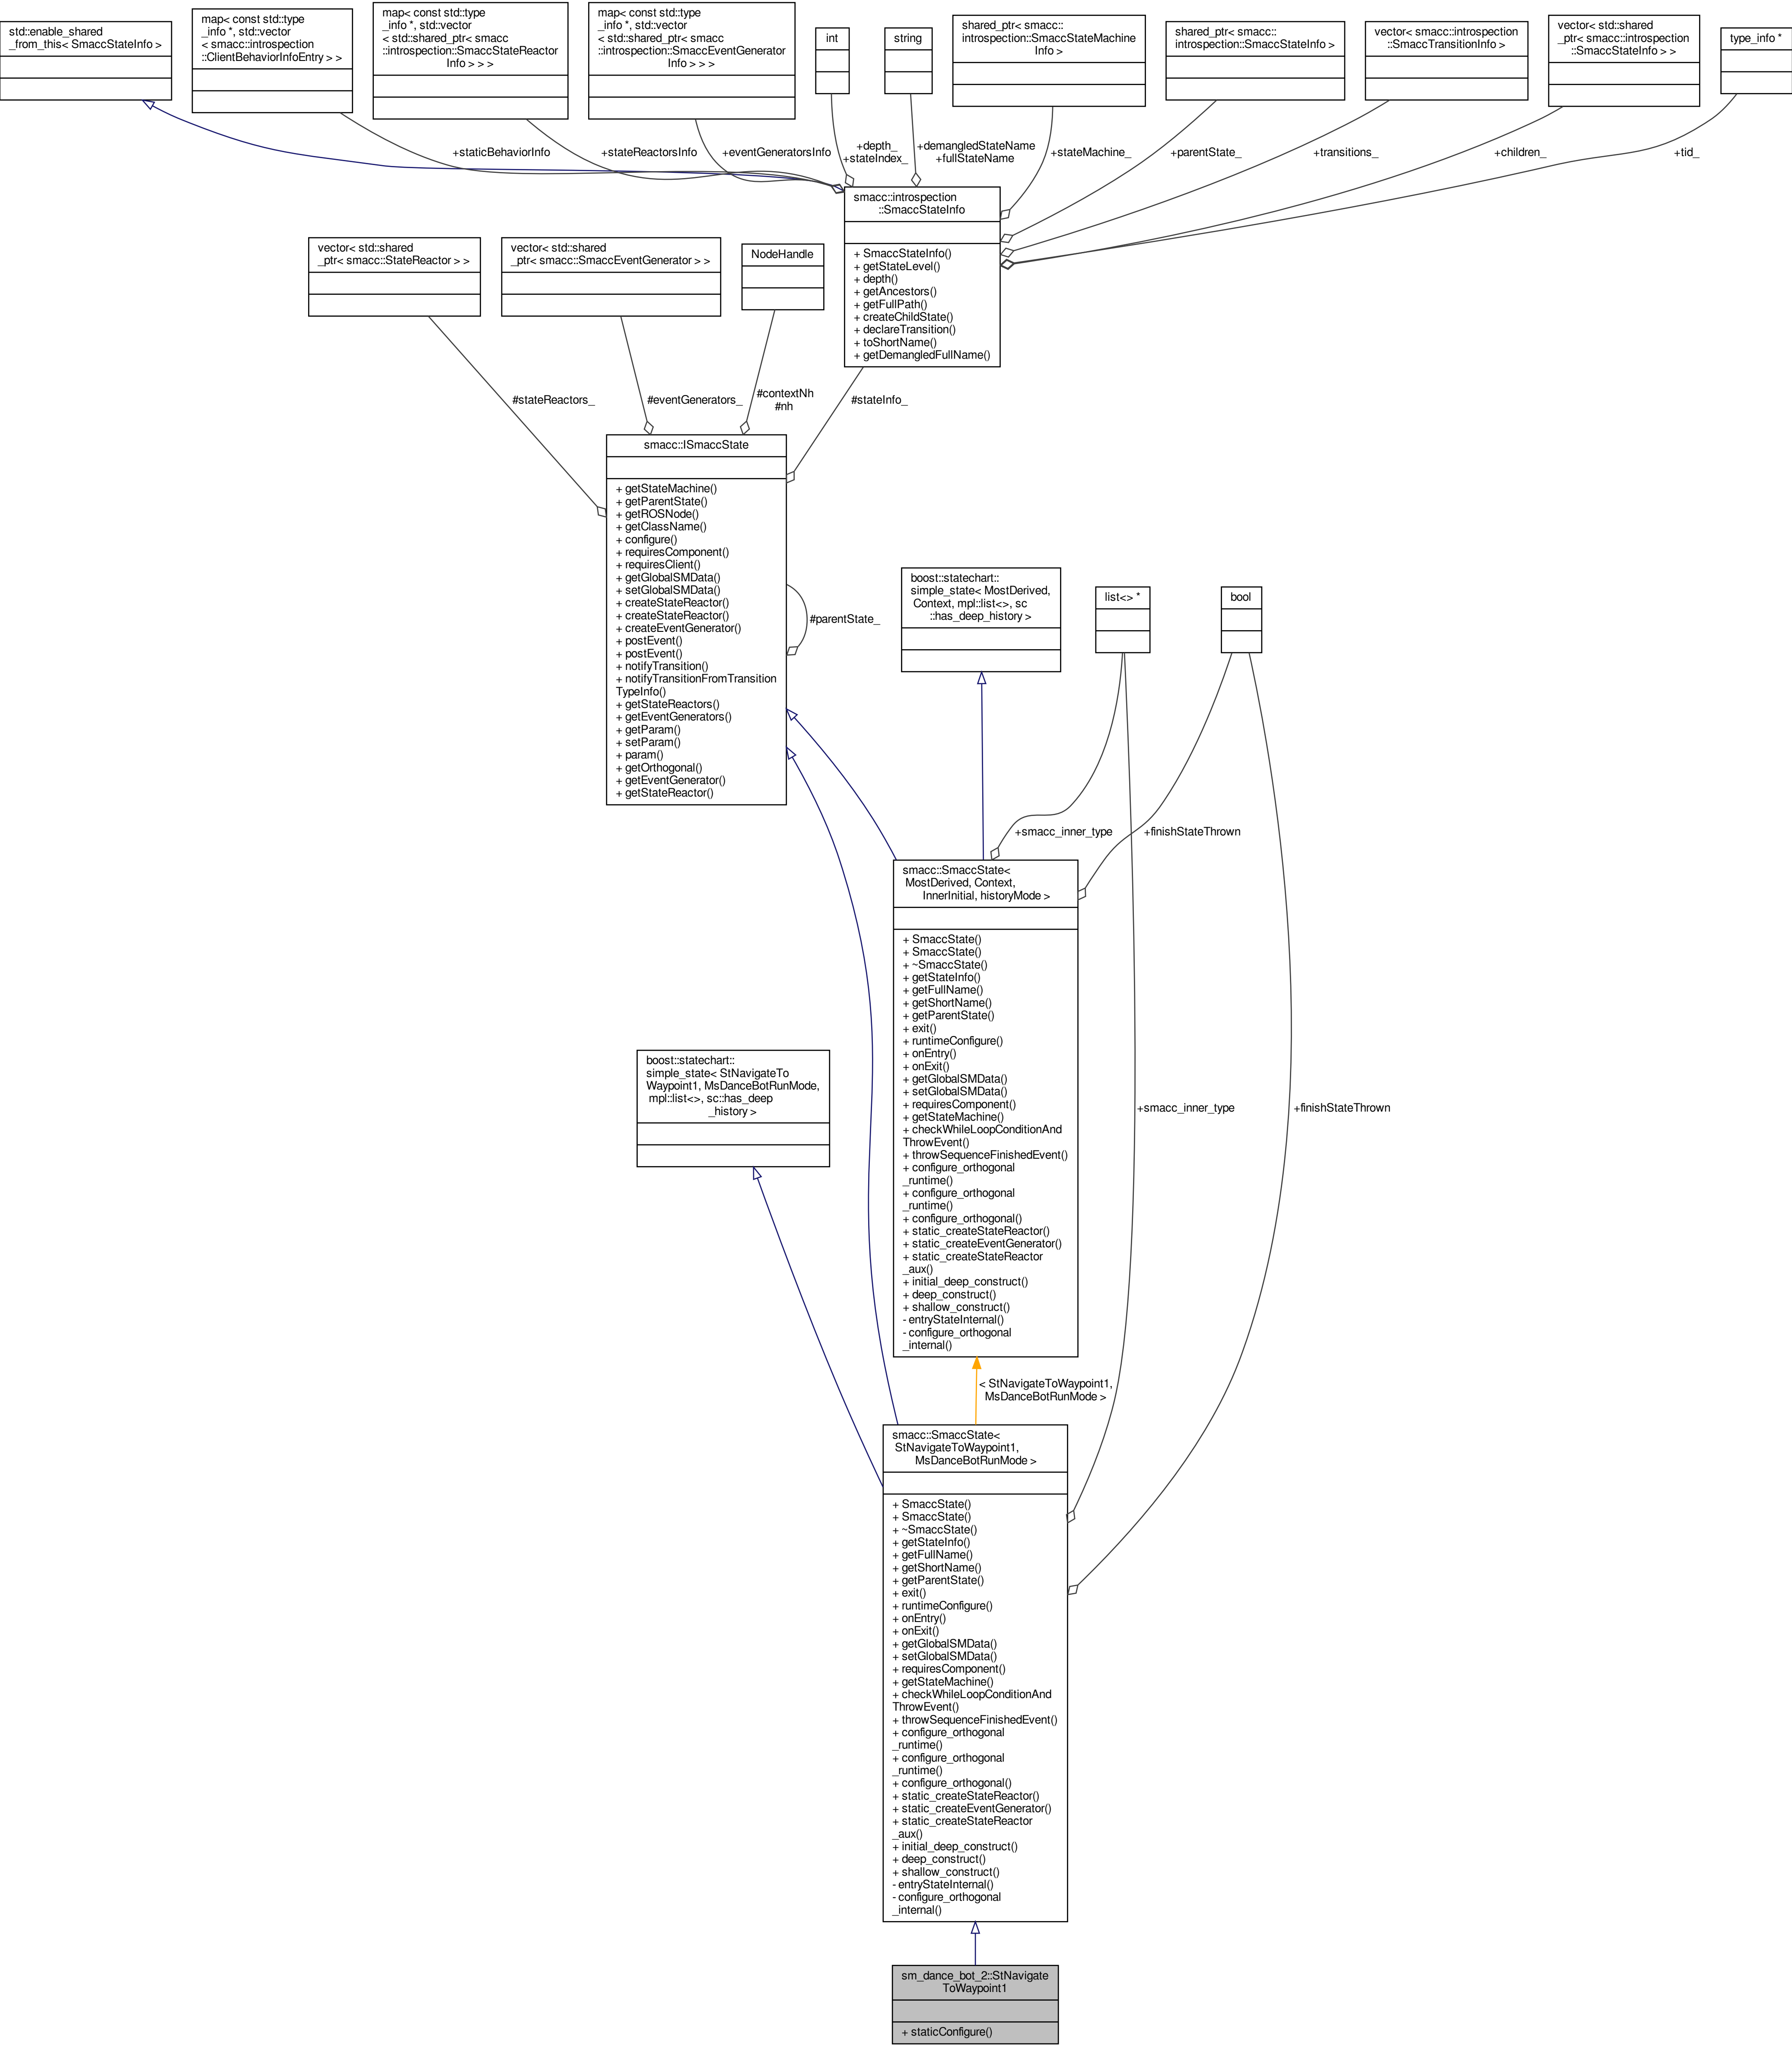 std::enable_shared
_from_this< SmaccStateInfo >
map< const std::type
_info *, std::vector
< smacc::introspection
::ClientBehaviorInfoEntry > >
map< const std::type
_info *, std::vector
< std::shared_ptr< smacc
::introspection::SmaccStateReactor
Info > > >
map< const std::type
_info *, std::vector
< std::shared_ptr< smacc
::introspection::SmaccEventGenerator
Info > > >
int
string
shared_ptr< smacc::
introspection::SmaccStateMachine
Info >
shared_ptr< smacc::
introspection::SmaccStateInfo >
vector< smacc::introspection
::SmaccTransitionInfo >
vector< std::shared
_ptr< smacc::introspection
::SmaccStateInfo > >
type_info *
+staticBehaviorInfo
+stateReactorsInfo
+eventGeneratorsInfo
+depth_
+stateIndex_
+demangledStateName
+fullStateName
+stateMachine_
+parentState_
+transitions_
+children_
+tid_
smacc::introspection
::SmaccStateInfo
+ SmaccStateInfo()
+ getStateLevel()
+ depth()
+ getAncestors()
+ getFullPath()
+ createChildState()
+ declareTransition()
+ toShortName()
+ getDemangledFullName()
vector< std::shared
_ptr< smacc::StateReactor > >
vector< std::shared
_ptr< smacc::SmaccEventGenerator > >
NodeHandle
#stateReactors_
#eventGenerators_
#contextNh
#nh
#stateInfo_
smacc::ISmaccState
+ getStateMachine()
+ getParentState()
+ getROSNode()
+ getClassName()
+ configure()
+ requiresComponent()
+ requiresClient()
+ getGlobalSMData()
+ setGlobalSMData()
+ createStateReactor()
+ createStateReactor()
+ createEventGenerator()
+ postEvent()
+ postEvent()
+ notifyTransition()
+ notifyTransitionFromTransition
TypeInfo()
+ getStateReactors()
+ getEventGenerators()
+ getParam()
+ setParam()
+ param()
+ getOrthogonal()
+ getEventGenerator()
+ getStateReactor()
#parentState_
boost::statechart::
simple_state< MostDerived,
Context, mpl::list<>, sc
::has_deep_history >
list<> *
bool
+smacc_inner_type
+finishStateThrown
smacc::SmaccState<
MostDerived, Context,
InnerInitial, historyMode >
+ SmaccState()
+ SmaccState()
+ ~SmaccState()
+ getStateInfo()
+ getFullName()
+ getShortName()
+ getParentState()
+ exit()
+ runtimeConfigure()
+ onEntry()
+ onExit()
+ getGlobalSMData()
+ setGlobalSMData()
+ requiresComponent()
+ getStateMachine()
+ checkWhileLoopConditionAnd
ThrowEvent()
+ throwSequenceFinishedEvent()
+ configure_orthogonal
_runtime()
+ configure_orthogonal
_runtime()
+ configure_orthogonal()
+ static_createStateReactor()
+ static_createEventGenerator()
+ static_createStateReactor
_aux()
+ initial_deep_construct()
+ deep_construct()
+ shallow_construct()
- entryStateInternal()
- configure_orthogonal
_internal()
boost::statechart::
simple_state< StNavigateTo
Waypoint1, MsDanceBotRunMode,
mpl::list<>, sc::has_deep
_history >
+smacc_inner_type
+finishStateThrown
< StNavigateToWaypoint1,
MsDanceBotRunMode >
smacc::SmaccState<
StNavigateToWaypoint1,
MsDanceBotRunMode >
+ SmaccState()
+ SmaccState()
+ ~SmaccState()
+ getStateInfo()
+ getFullName()
+ getShortName()
+ getParentState()
+ exit()
+ runtimeConfigure()
+ onEntry()
+ onExit()
+ getGlobalSMData()
+ setGlobalSMData()
+ requiresComponent()
+ getStateMachine()
+ checkWhileLoopConditionAnd
ThrowEvent()
+ throwSequenceFinishedEvent()
+ configure_orthogonal
_runtime()
+ configure_orthogonal
_runtime()
+ configure_orthogonal()
+ static_createStateReactor()
+ static_createEventGenerator()
+ static_createStateReactor
_aux()
+ initial_deep_construct()
+ deep_construct()
+ shallow_construct()
- entryStateInternal()
- configure_orthogonal
_internal()
sm_dance_bot_2::StNavigate
ToWaypoint1
+ staticConfigure()